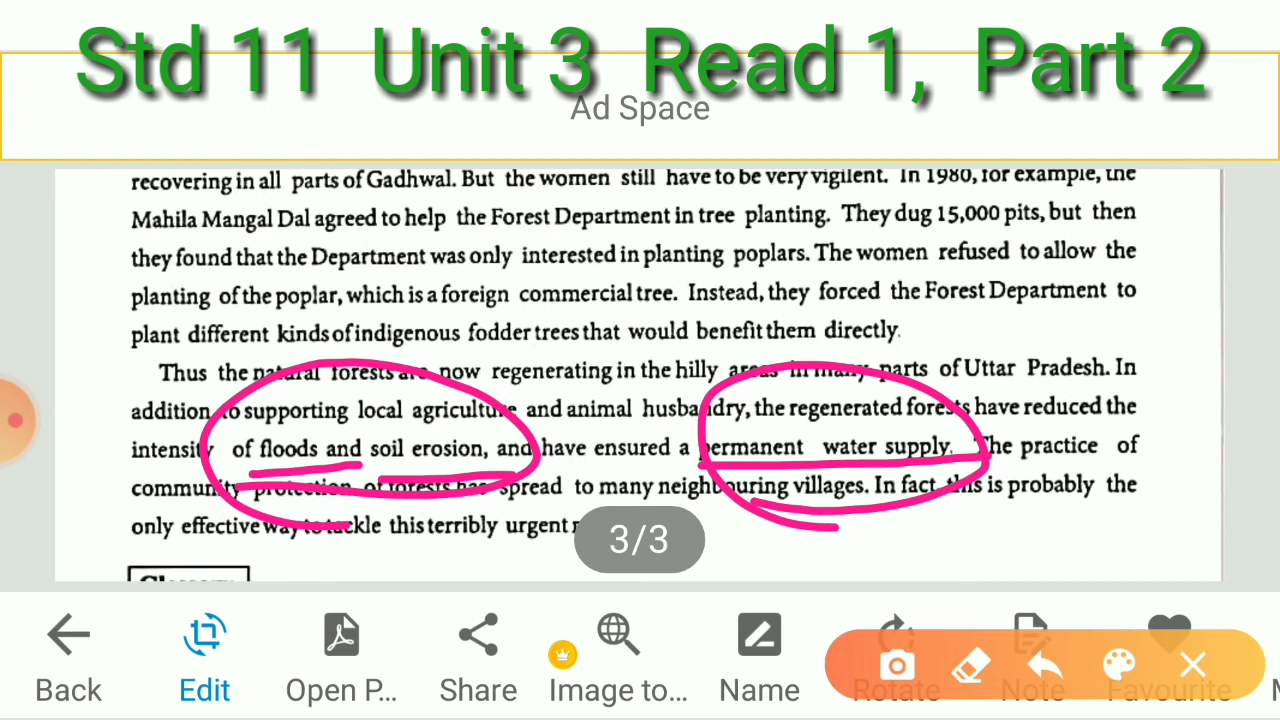 Std 11 Unit 3 Read 1, Part 2
Ad Space
recovering in all parts of Gadhwal. But the women still have to be very vigilent. In 1980, for example, the
Mahila Mangal Dal agreed to help the Forest Department in tree planting. They dug 15,000 pits, but then
they found that the Department was only interested in planting poplars. The women refused to allow the
planting of the poplar, which is a foreign commercial tree. Instead, they forced the Forest Department to
plant different kinds of indigenous fodder trees that would benefit them directly.
Thus the natural forests are now regenerating in the hilly areas in many parts of Uttar Pradesh. In
addition to supporting local agriculture and animal husbandry, the regenerated forests have reduced the
intensity of floods and soil erosion, and have ensured a permanent water supply. The practice of
community protection of forests has spread to many neighbouring villages. In fact this is probably the
only effective way to tackle this terribly urgent
3/3
Back Edit Open P... Share Image to... Name Rotate Note Favourite